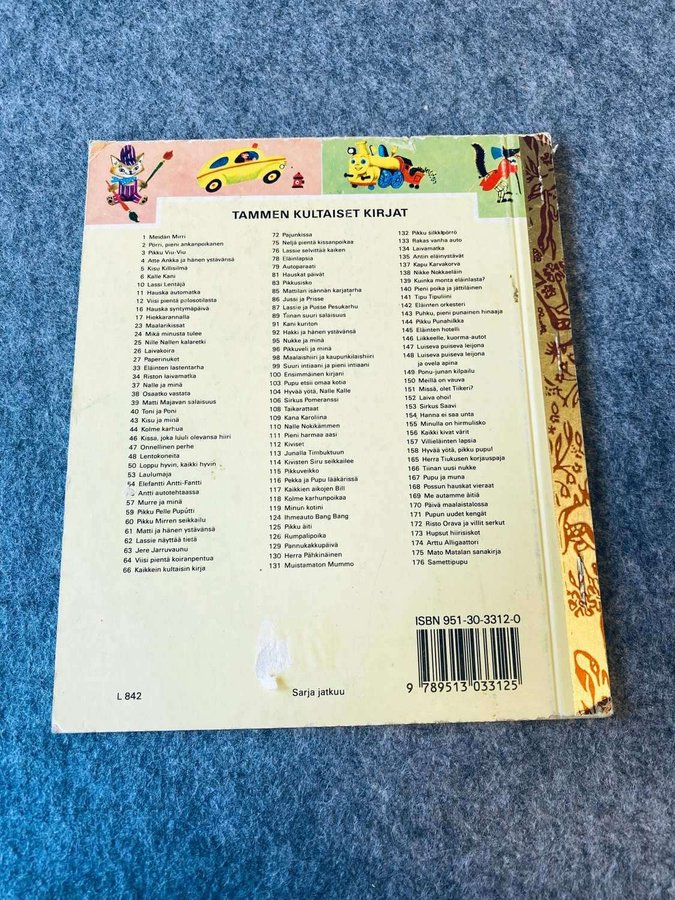 TAMMEN KULTAISET KIRJAT
1 Meidän Mirri
2 Pörri, pieni ankanpoikanen
3 Pikku Viu-Viu
4 Atte Ankka ja hänen ystävänsä
5 Kisu Killisilmä
6 Kalle Kani
10 Lassi Lentäjä
11 Hauska automatka
12 Viisi pientä palosotilasta
16 Hauska syntymäpäivä
17 Hiekkarannalla
23 Maalarikissat
24 Mikä minusta tulee
25 Nille Nallen kalaretki
26 Laivakoira
27 Paperinuket
33 Eläinten lastentarha
34 Riston laivamatka
37 Nalle ja minä
38 Osaatko vastata
39 Matti Majavan salaisuus
40 Toni ja Poni
43 Kisu ja minä
44 Kolme karhua
46 Kissa, joka luuli olevansa hiiri
47 Onnellinen perhe
48 Lentokoneita
50 Loppu hyvin, kaikki hyvin
53 Laulumaja
54 Elefantti Antti-Fantti
Antti autotehtaassa
57 Murre ja minä
59 Pikku Pelle Pupútti
60 Pikku Mirren seikkailu
61 Matti ja hänen ystävänsä
62 Lassie näyttää tietä
63 Jere Jarruvaunu
64 Viisi pientä koiranpentua
66 Kaikkein kultaisin kirja
72 Pajunkissa
75 Neljä pientä kissanpoikaa
76 Lassie selvittää kaiken
78 Eläinlapsia
79 Autoparaati
81 Hauskat päivät
83 Pikkusisko
85 Matilan isännän karjatarha
86 Jussi ja Prisse
87 Lassie ja Pusse Pesukarhu
89 Tiinan suuri salaisuus
91 Kani kuriton
92 Hakki ja hänen ystävänsä
95 Nukke ja minä
96 Pikkuveli ja minä
98 Maalaishiiri ja kaupunkilaishiiri
99 Suuri intiaani ja pieni intiaani
100 Ensimmäinen kirjani
103 Pupu etsii omaa kotia
104 Hyvää yötä, Nalle Kalle
106 Sirkus Pomeranssi
108 Taikarattaat
109 Kana Karoliina
110 Nalle Nokikämmen
111 Pieni harmaa aasi
112 Kiviset
113 Junalla Timbuktuun
114 Kivisten Siru seikkailee
115 Pikkuveikko
116 Pekka ja Pupu lääkärissä
117 Kaikkien aikojen Bill
118 Kolme karhunpoikaa
119 Minun kotini
124 Ihmeauto Bang Bang
125 Pikku äiti
126 Rumpalipoika
129 Pannukakkupäivä
130 Herra Pähkinäinen
131 Muistamaton Mummo
132 Pikku silkkipörrö
133 Rakas vanha auto
134 Laivamatka
135 Antin eläinystävät
137 Kapu Karvakorva
138 Nikke Nokkaeläin
139 Kuinka monta eläinlasta?
140 Pieni poika ja jättiläinen
141 Tipu Tipuliini
142 Eläinten orkesteri
143 Puhku, pieni punainen hinaaja
144 Pikku Punahilkka
145 Eläinten hotelli
146 Liikkeelle, kuorma-autot
147 Luiseva puiseva leijona
148 Luiseva puiseva leijona
ja ovela apina
149 Ponu-junan kilpailu
150 Meillä on vauva
151 Missä, olet Tiikeri?
152 Laiva ohoi!
153 Sirkus Saavi
154 Hanna ei saa unta
155 Minulla on hirmulisko
156 Kaikki kivat värit
157 Villieläinten lapsia
158 Hyvää yötä, pikku pupu!
165 Herra Tiukusen korjauspaja
166 Tiinan uusi nukke
167 Pupu ja muna
168 Possun hauskat vieraat
169 Me autamme äitiä
170 Päivä maalaistalossa
171 Pupun uudet kengät
172 Risto Orava ja villit serkut
173 Hupsut hiirisiskot
174 Arttu Alligaattori
175 Mato Matalan sanakirja
176 Samettipupu
ISBN 951-30-3312-0
9 789513 033125
L 842
Sarja jatkuu